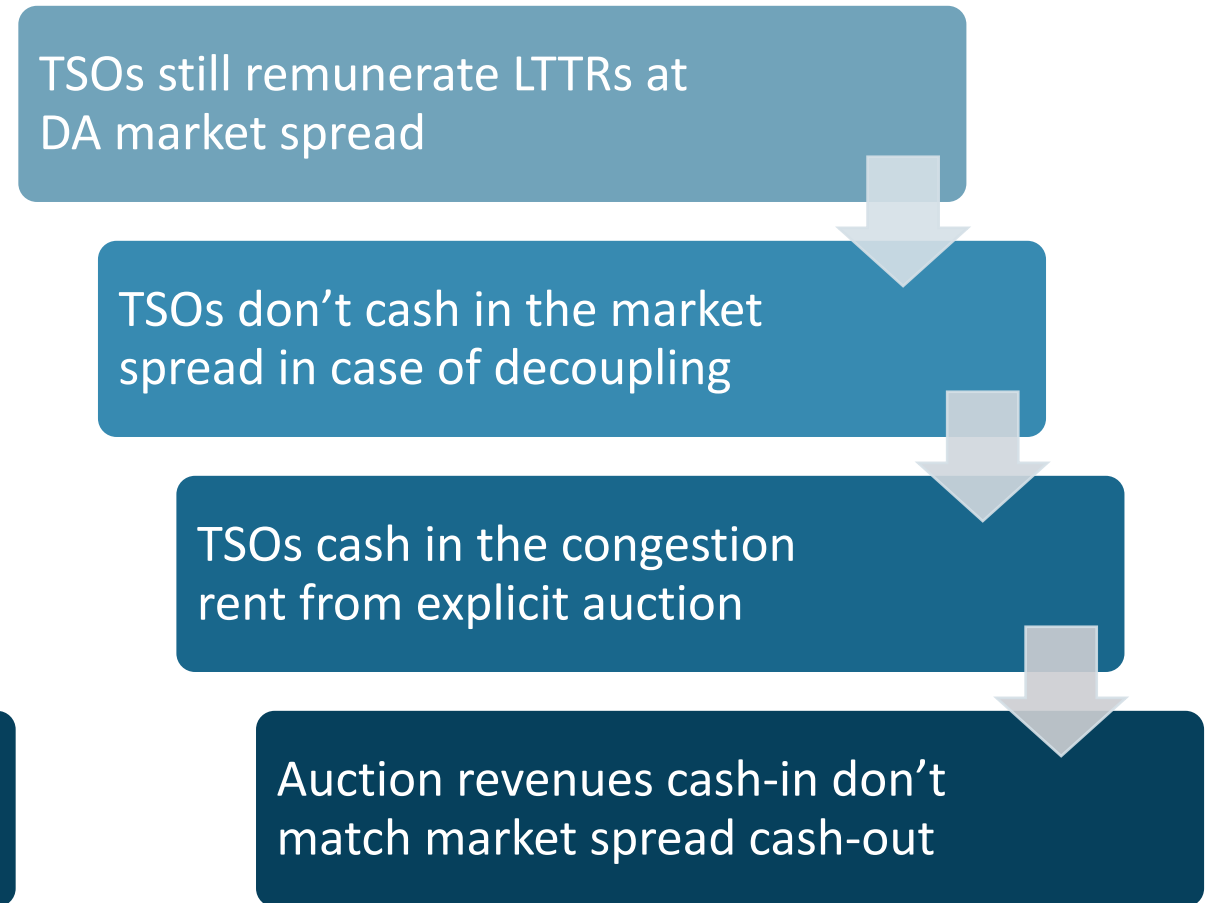 TSOs still remunerate LTTRs at
DA market spread
TSOs don’t cash in the market
spread in case of decoupling
TSOs cash in the congestion
rent from explicit auction
Auction revenues cash-in don’t
match market spread cash-out